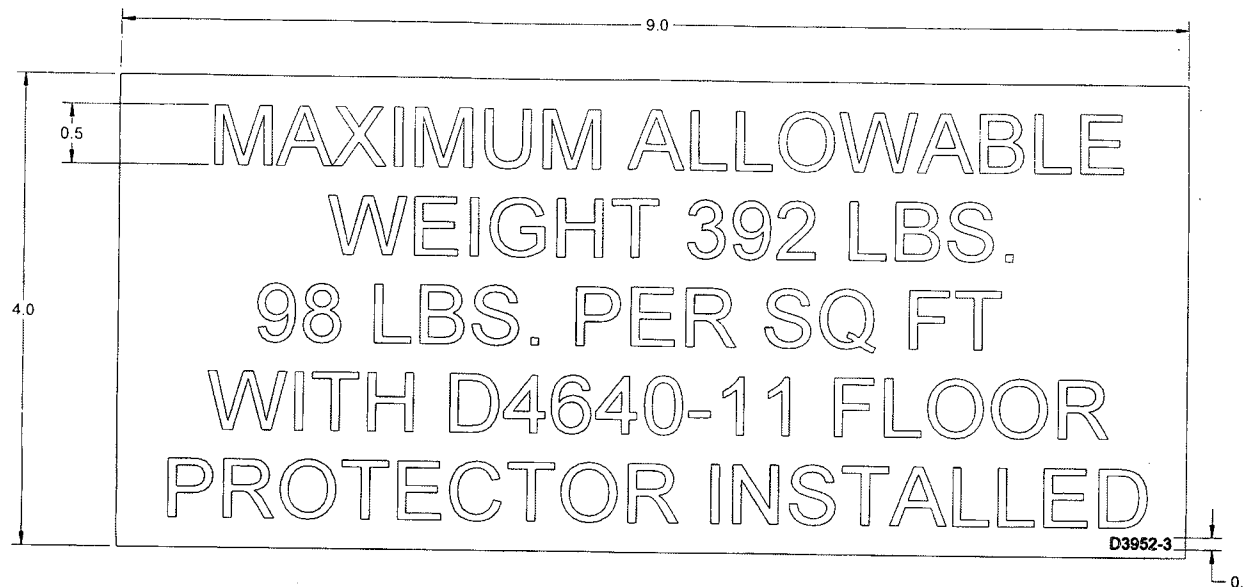 9.0
0.5
4.0
MAXIMUM ALLOWABLE
WEIGHT 392 LBS.
98 LBS. PER SQ FT
WITH D4640-11 FLOOR
PROTECTOR INSTALLED
D3952-3